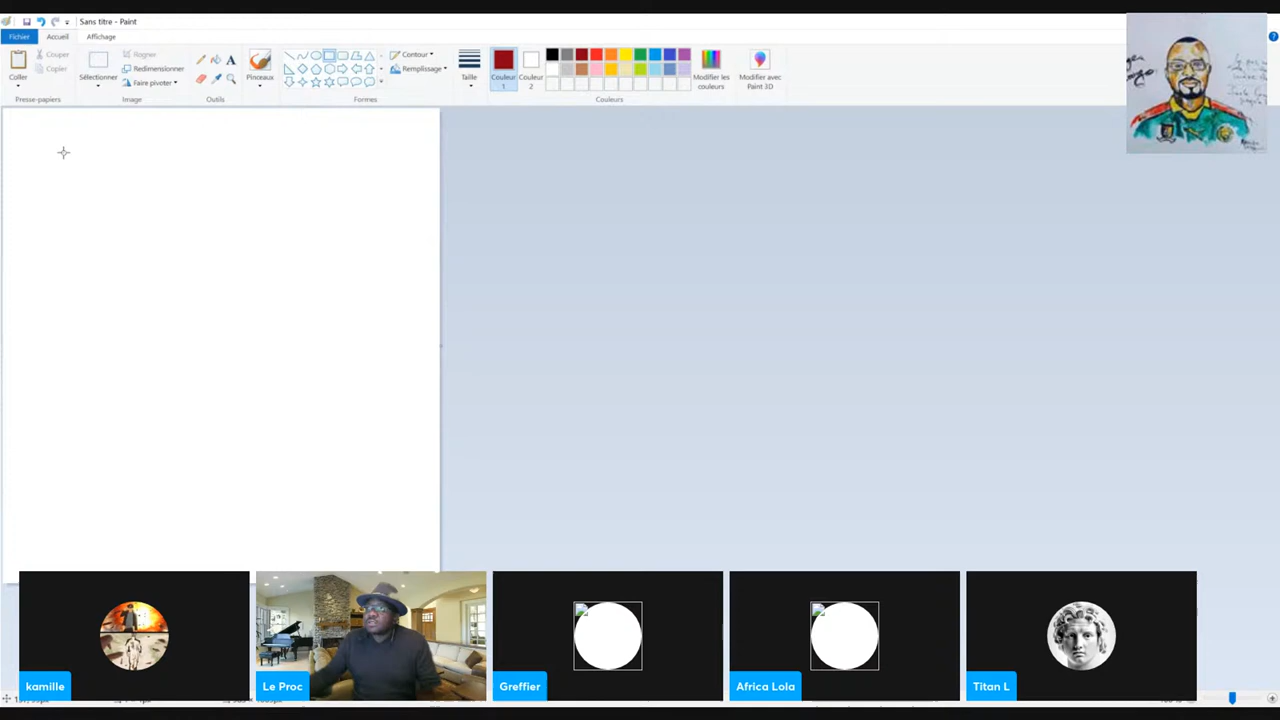 Sans titre - Paint
Fichier Accueil Affichage
Coller
Couper
Copier
Presse-papiers
Sélectionner
Rogner
Redimensionner
Faire pivoter
Image
Outils
Pinceaux
Contour
Remplissage
Formes
Taille
Couleur 1
Couleur 2
Modifier les couleurs
Couleurs
Modifier avec Paint 3D
kamille
Le Proc
Greffier
Africa Lola
Titan L